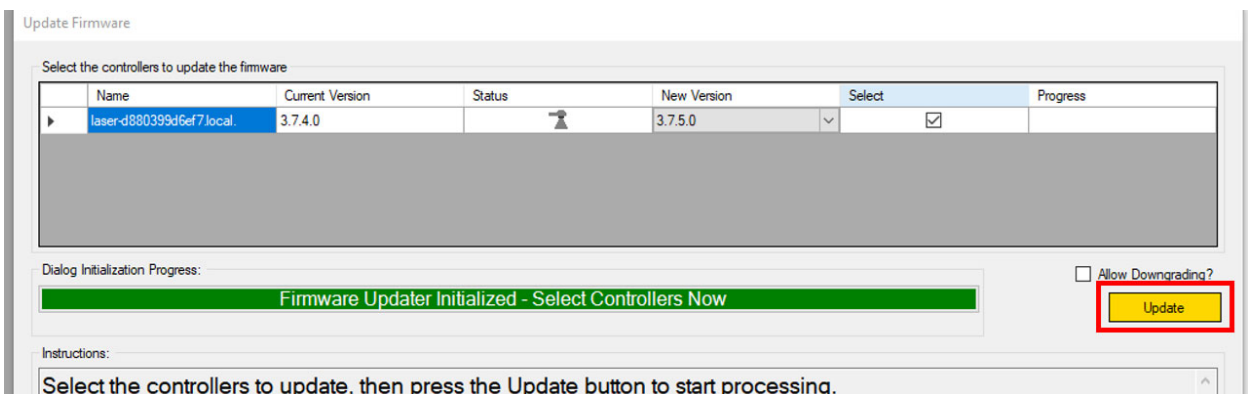 Update Firmware
Select the controllers to update the firmware
Name Current Version Status New Version Select Progress
laser-d880399d6ef7.local. 3.7.4.0 3.7.5.0
Dialog Initialization Progress:
Allow Downgrading?
Firmware Updater Initialized - Select Controllers Now
Update
Instructions:
Select the controllers to update, then press the Update button to start processing.